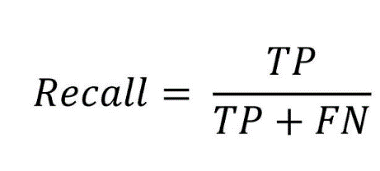 Recall = TP / TP + FN